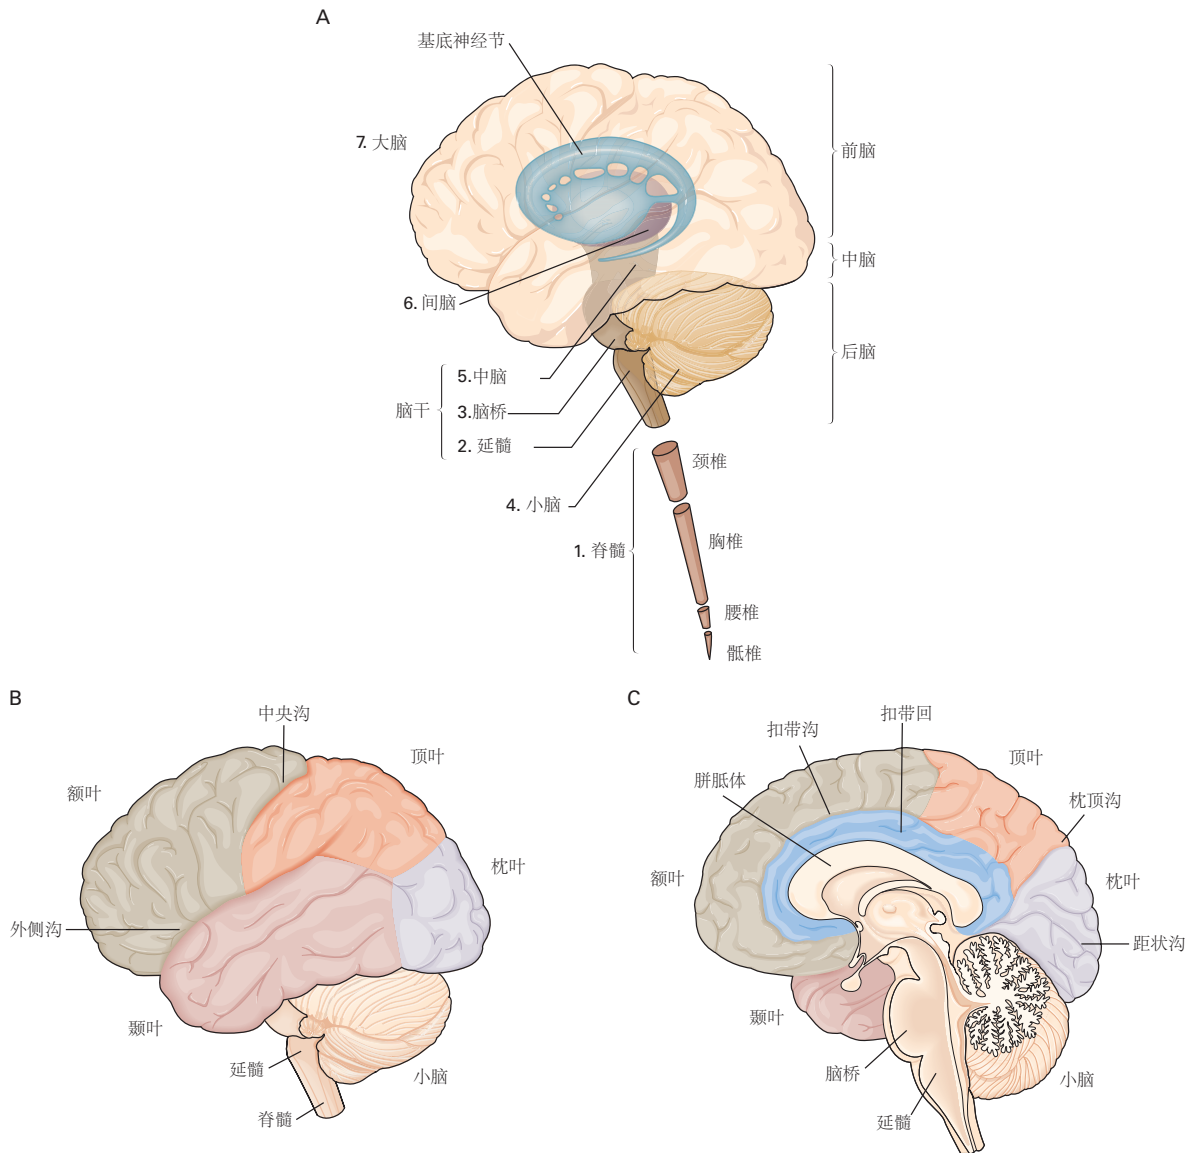 A
基底神经节
7. 大脑
前脑
中脑
6. 间脑
后脑
5.中脑
脑干
3.脑桥
2. 延髓
颈椎
4. 小脑
胸椎
1. 脊髓
腰椎
骶椎
B
中央沟
顶叶
额叶
枕叶
外侧沟
颞叶
延髓
小脑
脊髓
C
扣带回
扣带沟
顶叶
胼胝体
枕顶沟
额叶
枕叶
距状沟
颞叶
脑桥
小脑
延髓